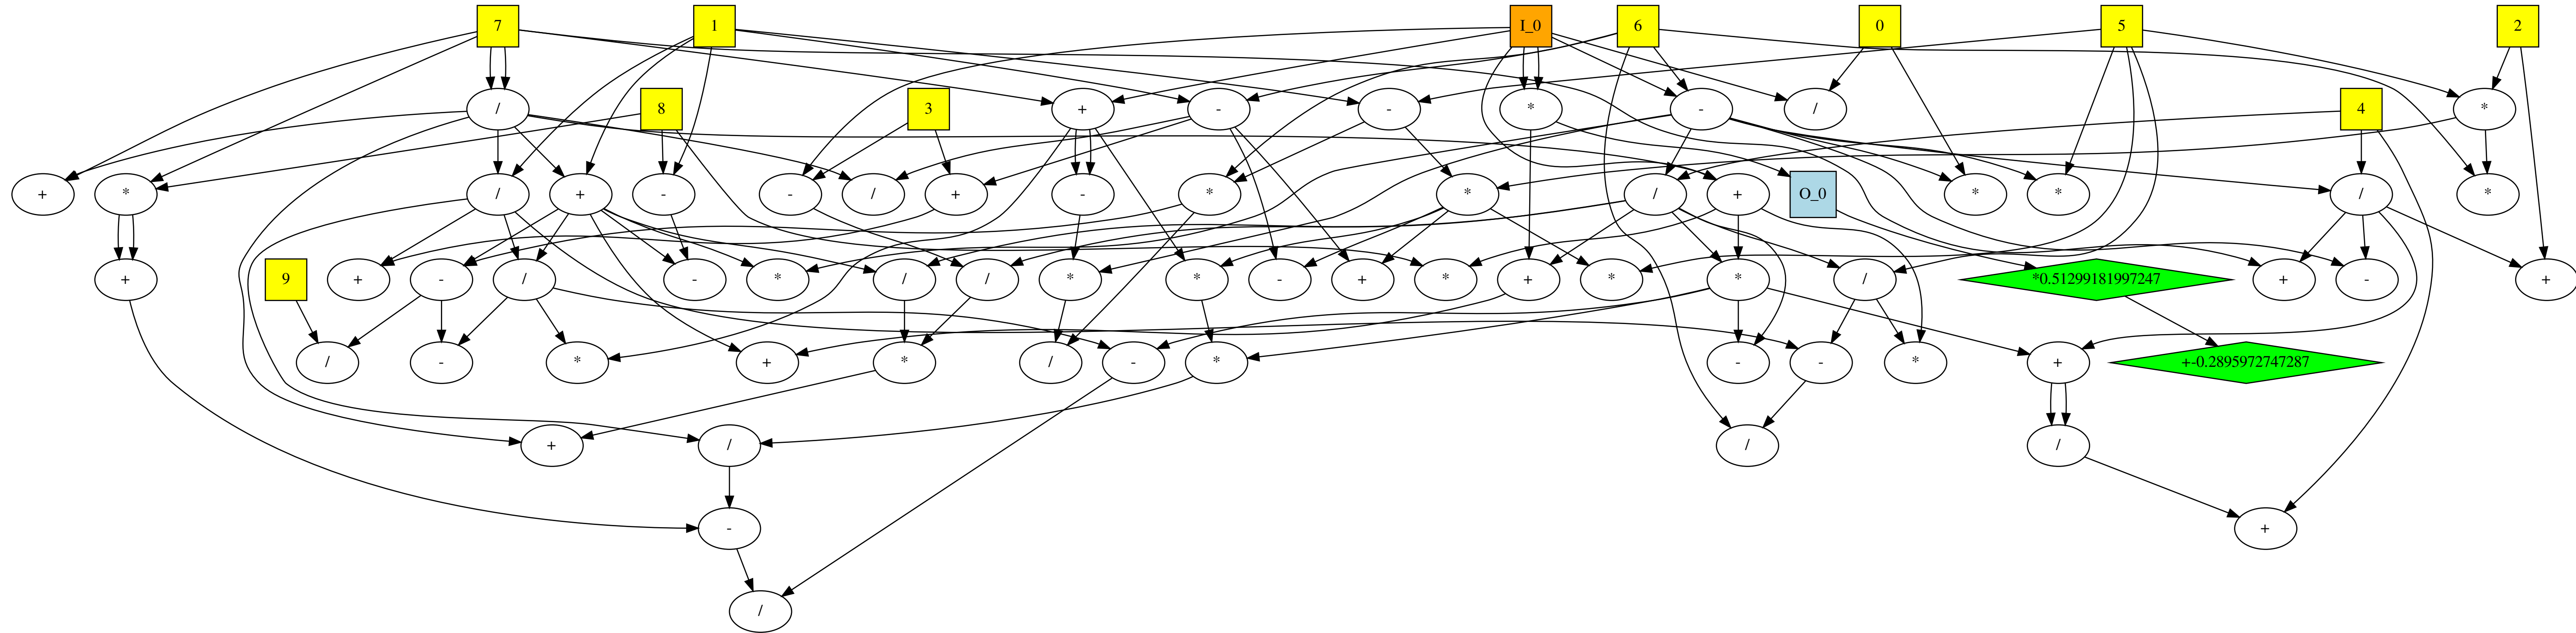 7 1 I_0 6 0 5 2
8 3 4
/ + - - * - / *
+ * / + - - / + * * / + O_0 * * / *
9
+ + - / - * / / * * - + * + * * / *0.51299181997247 + - +
/ - * + * / - * - - * + +-0.2895972747287
+ / / /
- +
/